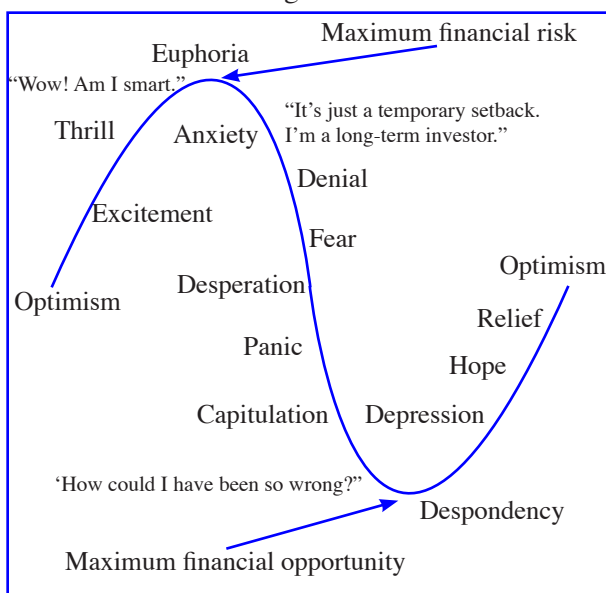 Maximum financial risk
Euphoria
“Wow! Am I smart.”
“It’s just a temporary setback.
I’m a long-term investor.”
Thrill
Anxiety
Denial
Excitement
Fear
Desperation
Optimism
Optimism
Relief
Panic
Hope
Capitulation
Depression
‘How could I have been so wrong?”
Despondency
Maximum financial opportunity